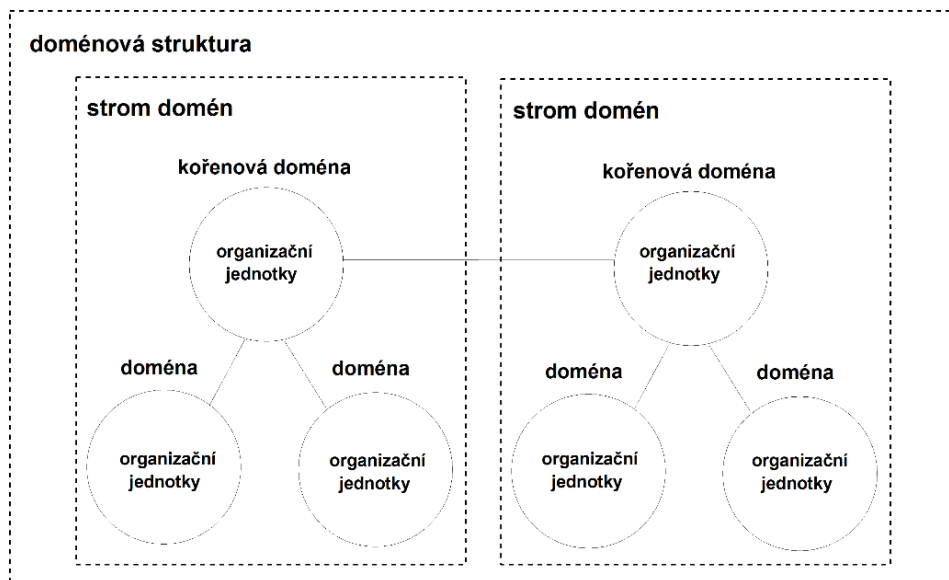 doménová struktura
strom domén
kořenová doména
organizační
jednotky
doména
doména
organizační
jednotky
organizační
jednotky
strom domén
kořenová doména
organizační
jednotky
doména
doména
organizační
jednotky
organizační
jednotky